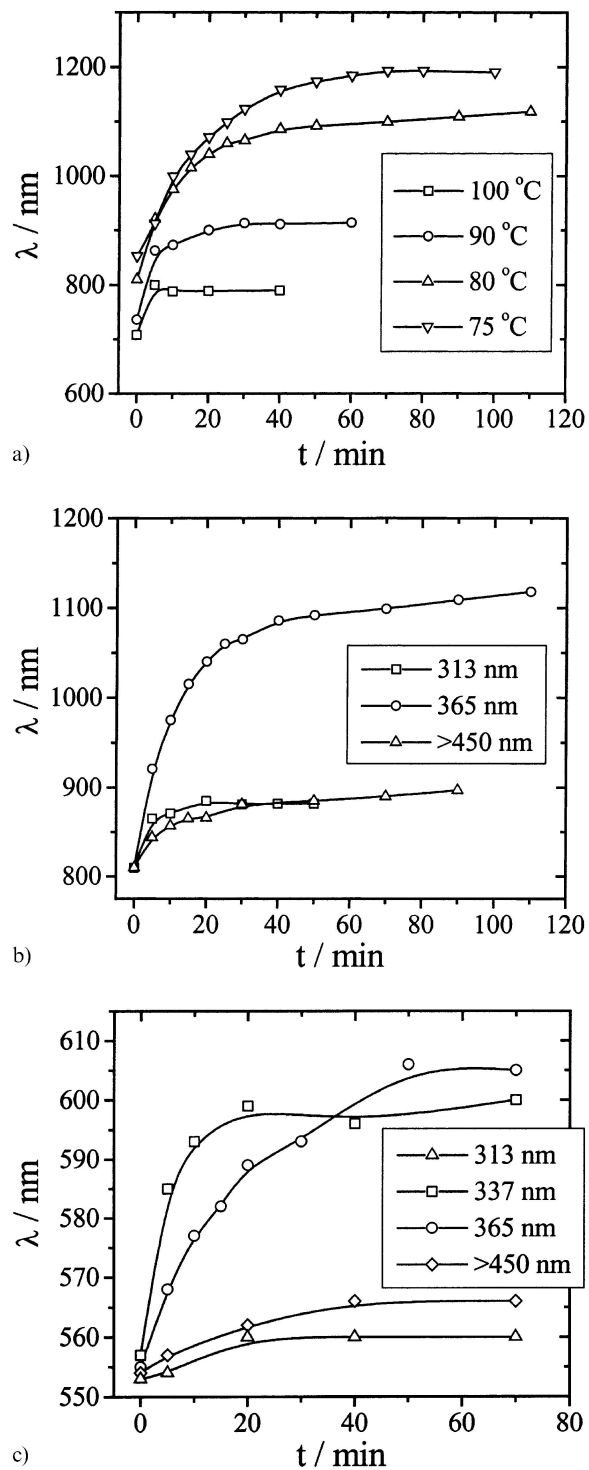 1200
1000
800
600
λ / nm
100 °C
90 °C
80 °C
75 °C
0 20 40 60 80 100 120
a)
t / min
1200
1100
1000
900
800
λ / nm
313 nm
365 nm
>450 nm
0 20 40 60 80 100 120
b)
t / min
610
600
590
580
570
560
550
λ / nm
313 nm
337 nm
365 nm
>450 nm
0 20 40 60 80
c)
t / min